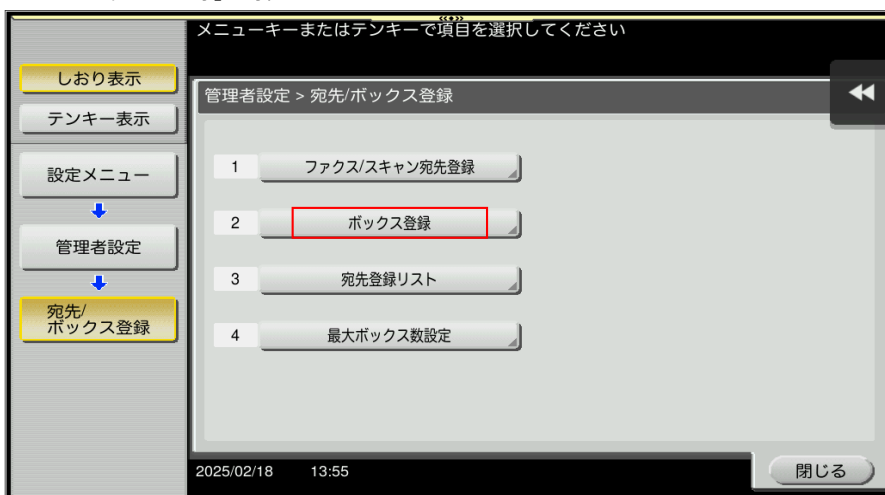 メニューキーまたはテンキーで項目を選択してください
しおり表示
テンキー表示
設定メニュー
管理者設定
宛先/
ボックス登録
管理者設定 > 宛先/ボックス登録
1 ファクス/スキャン宛先登録
2 ボックス登録
3 宛先登録リスト
4 最大ボックス数設定
2025/02/18 13:55
閉じる